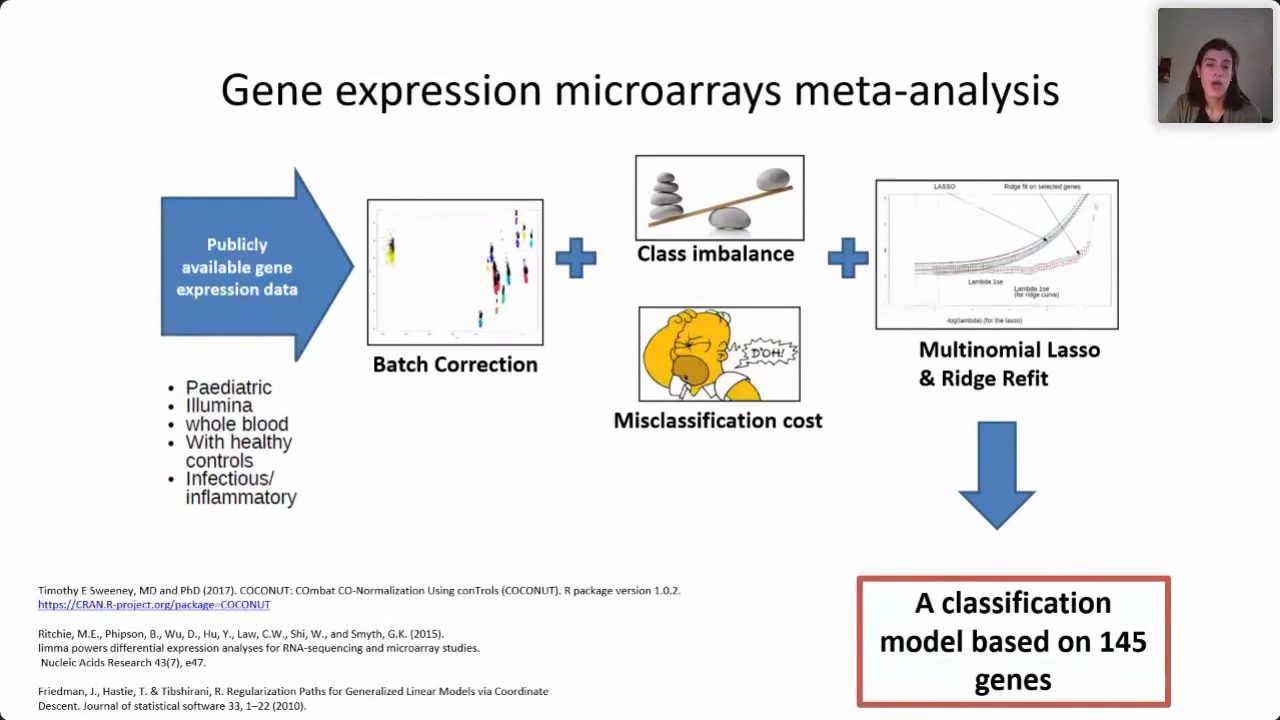 Gene expression microarrays meta-analysis
Publicly
available gene
expression data
• Paediatric
• Illumina
• whole blood
• With healthy
controls
• Infectious/
inflammatory
Batch Correction
Class imbalance
D'OH!
Misclassification cost
LASSO
Ridge fit on selected genes
Lambda 1se
Lambda 1se
(for ridge curve)
-log(lambda) (for the lasso)
Multinomial Lasso
& Ridge Refit
A classification
model based on 145
genes
Timothy E Sweeney, MD and PhD (2017). COCONUT: COmbat CO-Normalization Using conTrols (COCONUT). R package version 1.0.2.
https://CRAN.R-project.org/package=COCONUT
Ritchie, M.E., Phipson, B., Wu, D., Hu, Y., Law, C.W., Shi, W., and Smyth, G.K. (2015).
limma powers differential expression analyses for RNA-sequencing and microarray studies.
Nucleic Acids Research 43(7), e47.
Friedman, J., Hastie, T. & Tibshirani, R. Regularization Paths for Generalized Linear Models via Coordinate
Descent. Journal of statistical software 33, 1–22 (2010).